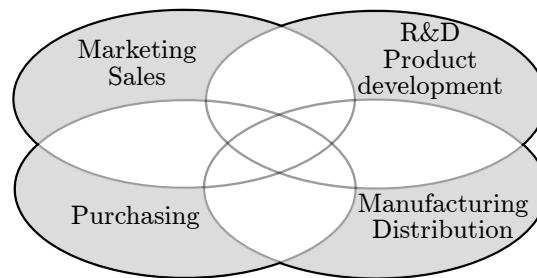 Marketing
Sales
R&D
Product
development
Purchasing
Manufacturing
Distribution